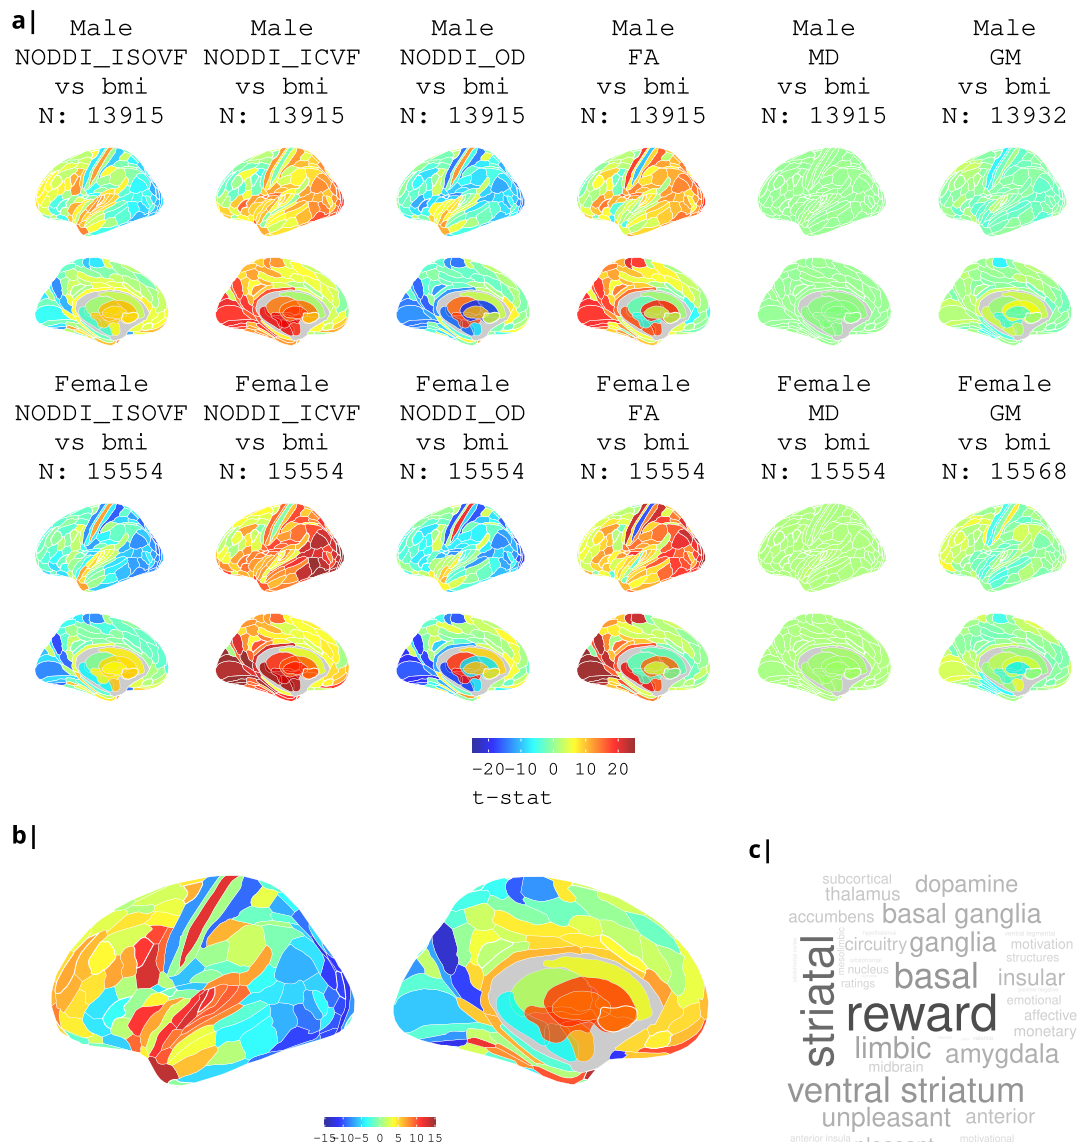 a|
Male
NODDI_ISOVF
vs bmi
N: 13915
Male
NODDI_ICVF
vs bmi
N: 13915
Male
NODDI_OD
vs bmi
N: 13915
Male
FA
vs bmi
N: 13915
Male
MD
vs bmi
N: 13915
Male
GM
vs bmi
N: 13932
Female
NODDI_ISOVF
vs bmi
N: 15554
Female
NODDI_ICVF
vs bmi
N: 15554
Female
NODDI_OD
vs bmi
N: 15554
Female
FA
vs bmi
N: 15554
Female
MD
vs bmi
N: 15554
Female
GM
vs bmi
N: 15568
−20−10 0 10 20
t−stat
b|
−15−10−5 0 5 10 15
c|
subcortical
thalamus
dopamine
accumbens
basal ganglia
circuitry
ganglia
motivation
structures
striatal
nucleus
ratings
basal
insular
reward
emotional
affective
monetary
limbic
amygdala
midbrain
ventral striatum
unpleasant
anterior
anterior insula
pleasant
motivational